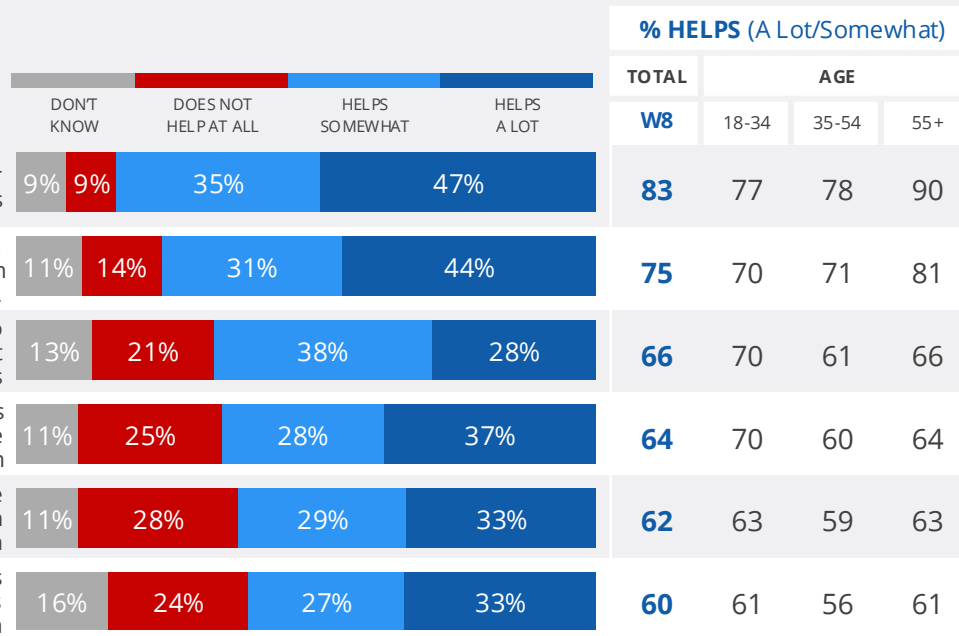 % HELPS (A Lot/Somewhat)
TOTAL AGE
DON'T KNOW DOES NOT HELP AT ALL HELPS SOMEWHAT HELPS A LOT
W8 18-34 35-54 55+
9% 9% 35% 47% 83 77 78 90
11% 14% 31% 44% 75 70 71 81
13% 21% 38% 28% 66 70 61 66
11% 25% 28% 37% 64 70 60 64
11% 28% 29% 33% 62 63 59 63
16% 24% 27% 33% 60 61 56 61